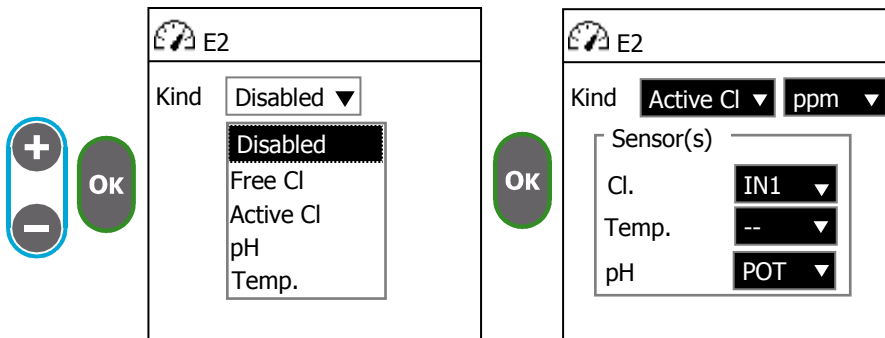 E2
Kind Disabled ▼
Disabled
Free Cl
Active Cl
pH
Temp.
+
−
OK
OK
E2
Kind Active Cl ▼ ppm ▼
Sensor(s)
Cl. IN1 ▼
Temp. -- ▼
pH POT ▼